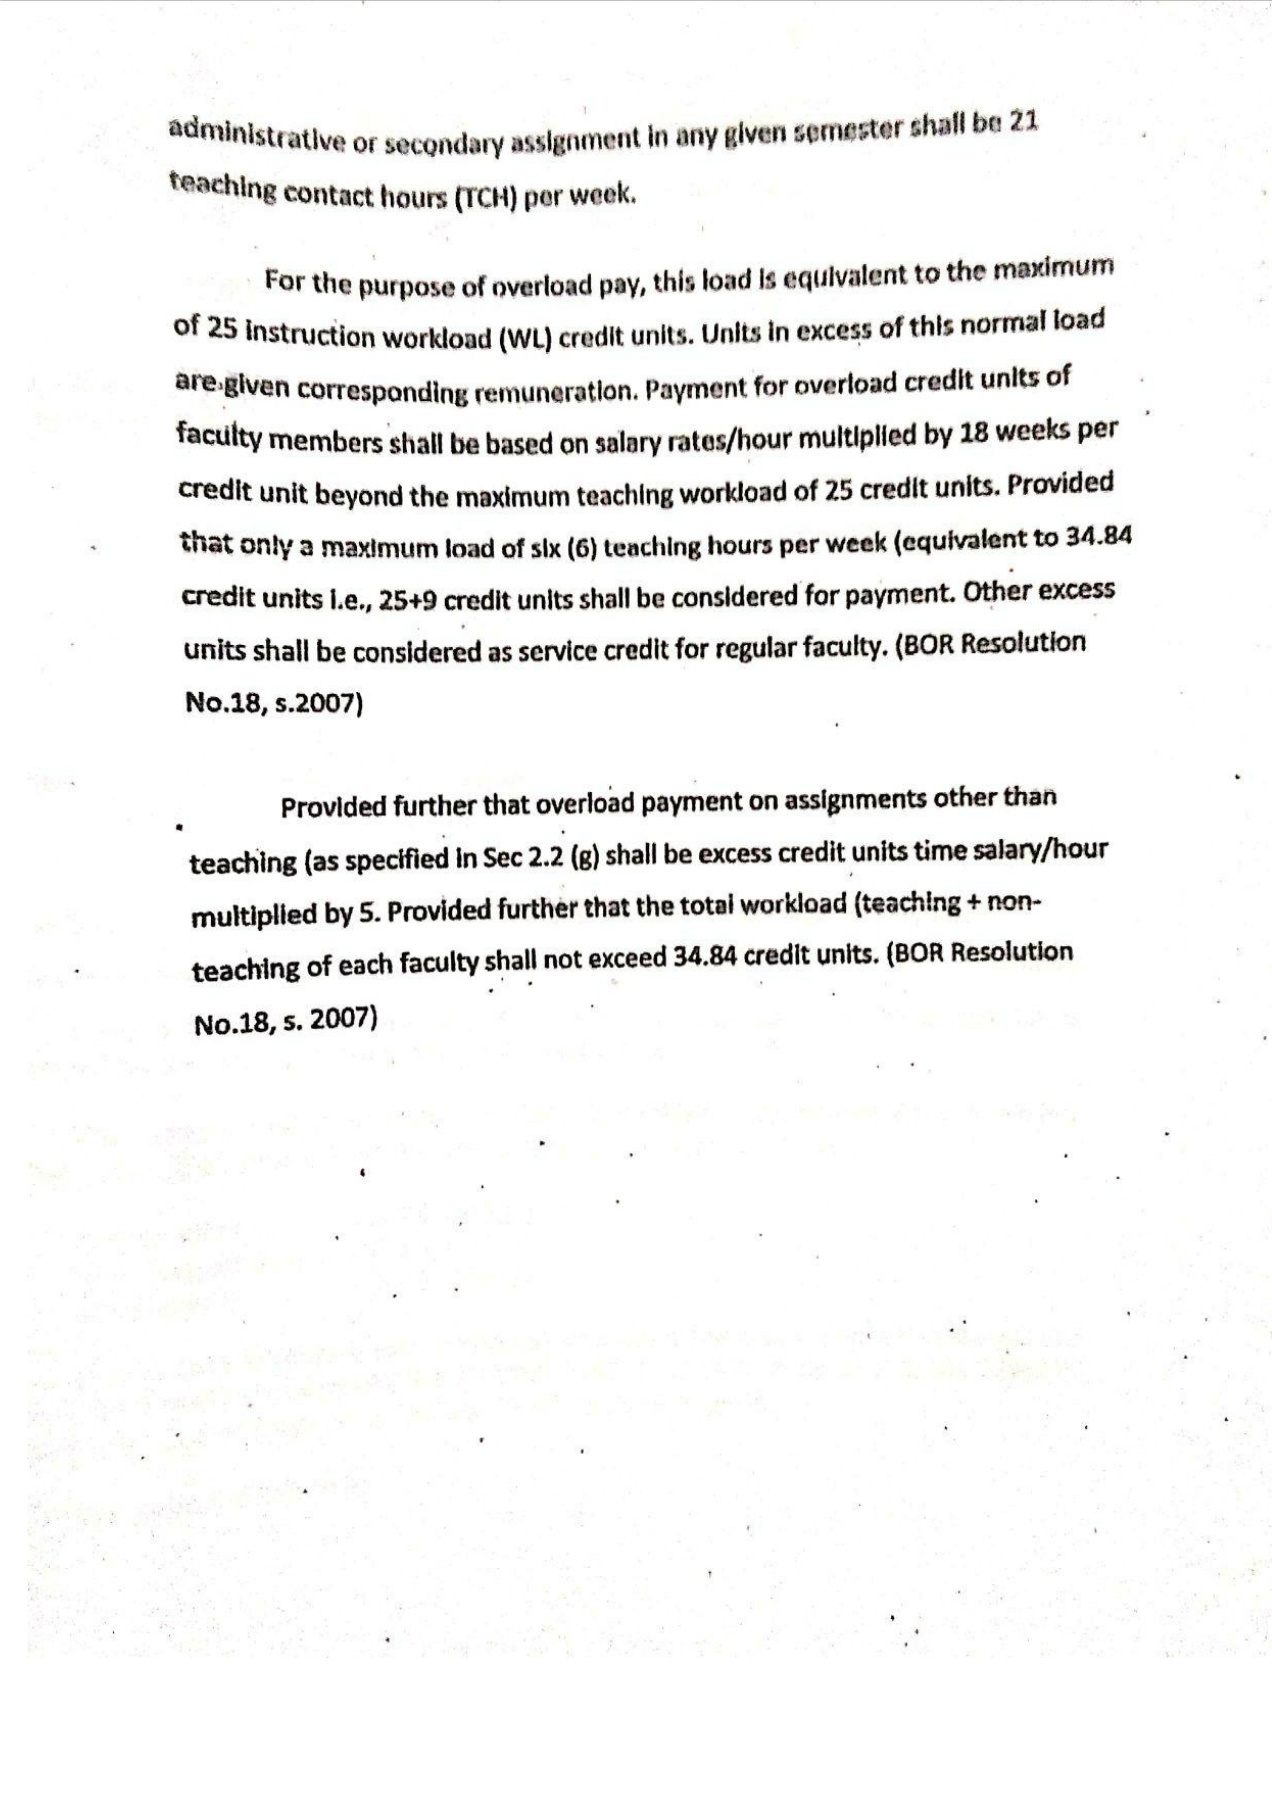 administrative or secondary assignment in any given semester shall be 21
teaching contact hours (TCH) per week.
For the purpose of overload pay, this load is equivalent to the maximum
of 25 instruction workload (WL) credit units. Units in excess of this normal load
are given corresponding remuneration. Payment for overload credit units of
faculty members shall be based on salary rates/hour multiplied by 18 weeks per
credit unit beyond the maximum teaching workload of 25 credit units. Provided
that only a maximum load of six (6) teaching hours per week (equivalent to 34.84
credit units i.e., 25+9 credit units shall be considered for payment. Other excess
units shall be considered as service credit for regular faculty. (BOR Resolution
No.18, s.2007)
Provided further that overload payment on assignments other than
teaching (as specified in Sec 2.2 (g) shall be excess credit units time salary/hour
multiplied by 5. Provided further that the total workload (teaching + non-
teaching of each faculty shall not exceed 34.84 credit units. (BOR Resolution
No.18, s. 2007)